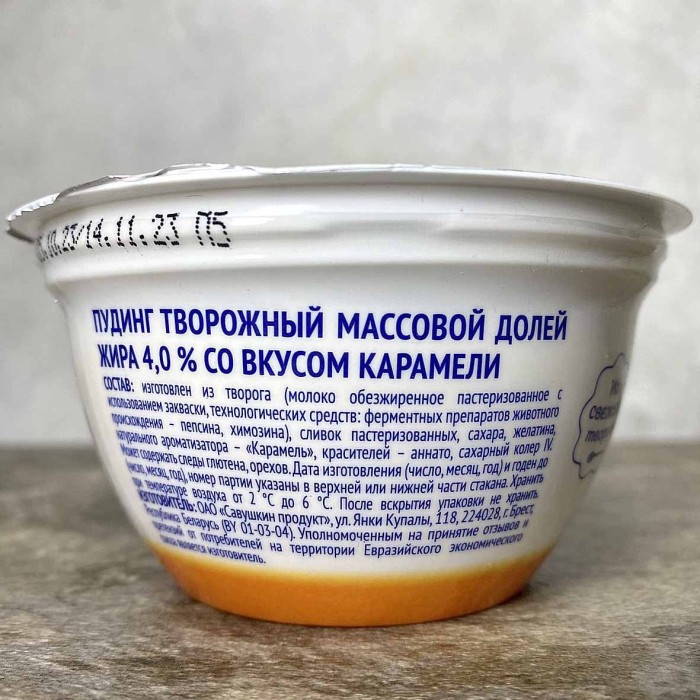 .10.23/14.11.23 П5
ПУДИНГ ТВОРОЖНЫЙ МАССОВОЙ ДОЛЕЙ
ЖИРА 4,0 % СО ВКУСОМ КАРАМЕЛИ
СОСТАВ: изготовлен из творога (молоко обезжиренное пастеризованное с
использованием закваски, технологических средств: ферментных препаратов животного
происхождения – пепсина, химозина), сливок пастеризованных, сахара, желатина,
натурального ароматизатора – «Карамель», красителей – аннато, сахарный колер IV.
может содержать следы глютена, орехов. Дата изготовления (число, месяц, год) и годен до
число, месяц, год), номер партии указаны в верхней или нижней части стакана. Хранить
при температуре воздуха от 2 °С до 6 °С. После вскрытия упаковки не хранить.
ИЗГОТОВИТЕЛЬ: ОАО «Савушкин продукт», ул. Янки Купалы, 118, 224028, г. Брест,
Республика Беларусь (BY 01-03-04). Уполномоченным на принятие отзывов и
претензий от потребителей на территории Евразийского экономического
союза является изготовитель.